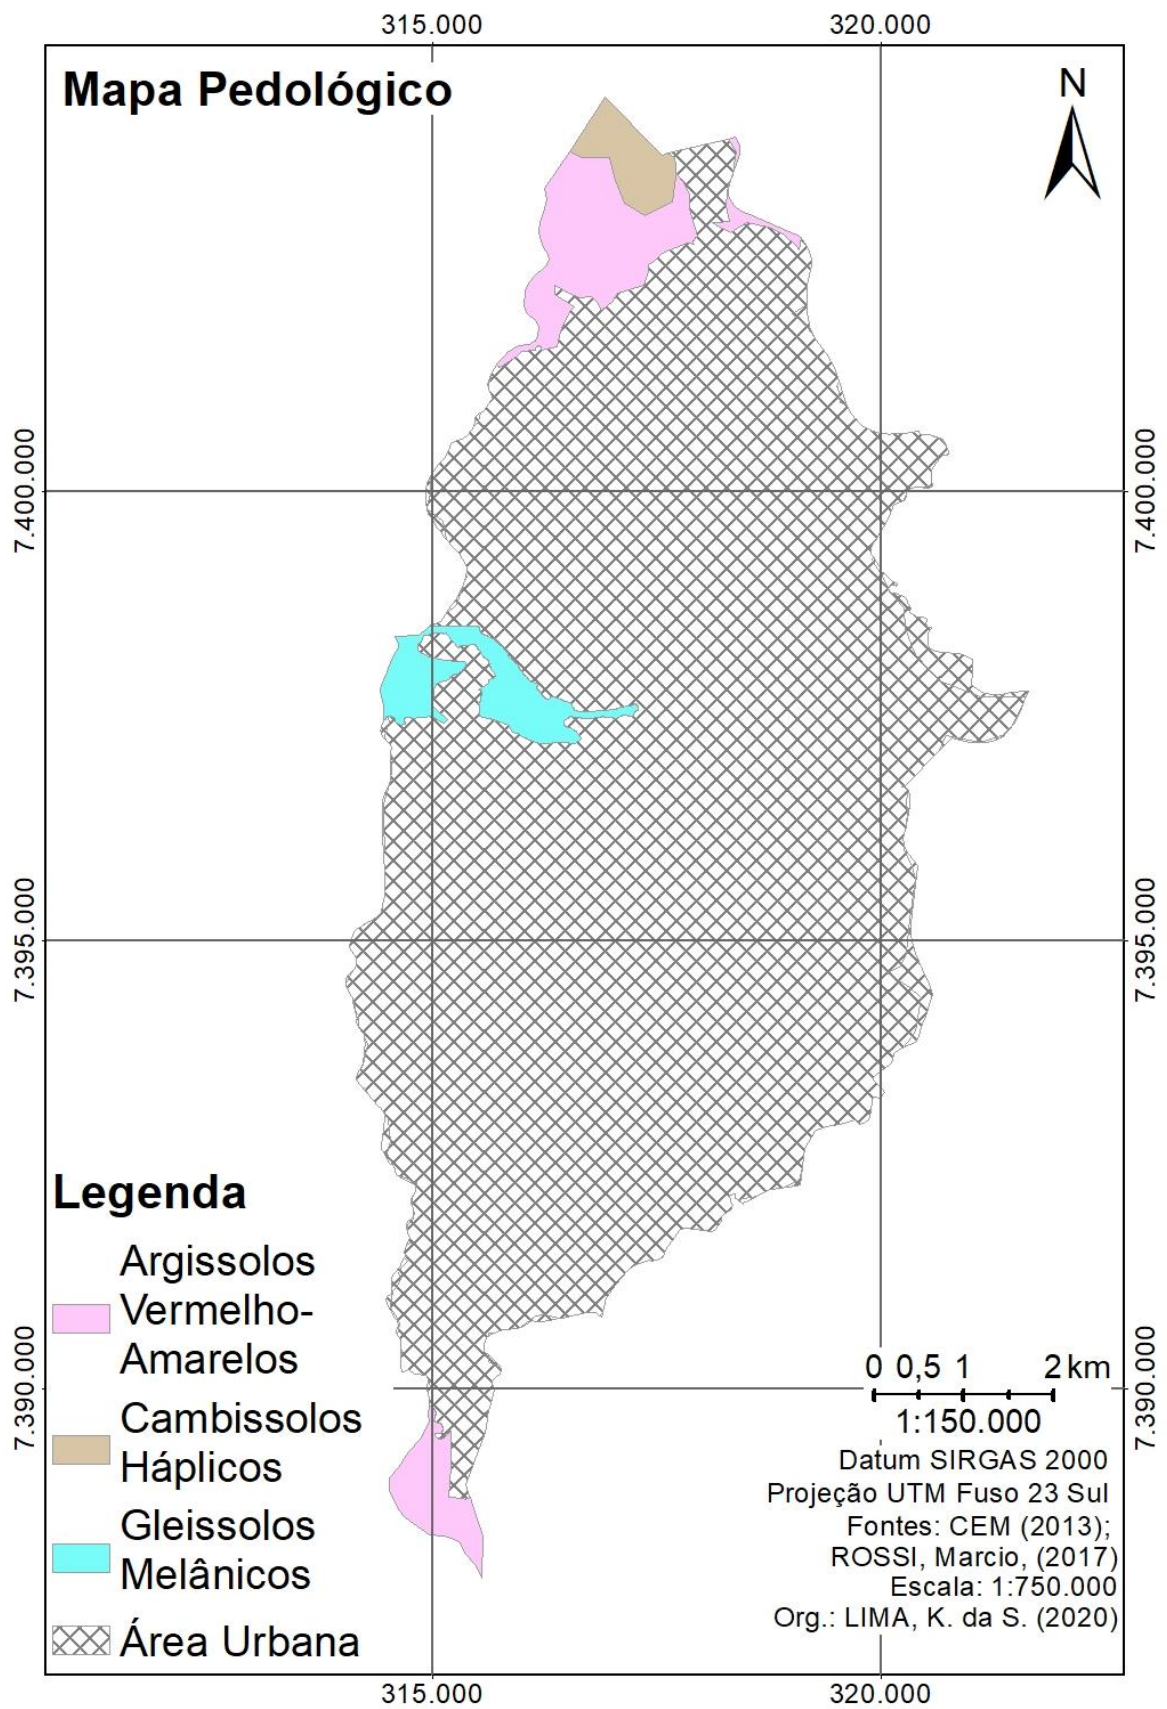 315.000
320.000
Mapa Pedológico
N
7.400.000
7.400.000
7.395.000
7.395.000
Legenda
Argissolos
Vermelho-
Amarelos
Cambissolos
Háplicos
Gleissolos
Melânicos
Área Urbana
7.390.000
7.390.000
0 0,5 1 2 km
1:150.000
Datum SIRGAS 2000
Projeção UTM Fuso 23 Sul
Fontes: CEM (2013);
ROSSI, Marcio, (2017)
Escala: 1:750.000
Org.: LIMA, K. da S. (2020)
315.000
320.000